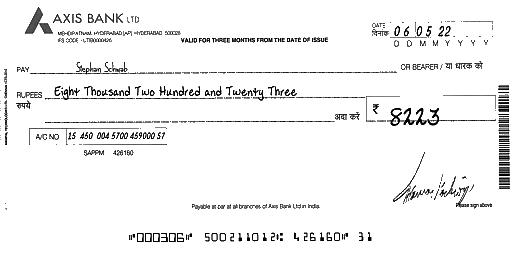 AXIS BANK LTD
MEHDIPATNAM, HYDERABAD [AP] HYDERABAD 500028
IFS CODE - UTIB0000426
VALID FOR THREE MONTHS FROM THE DATE OF ISSUE
DATE दिनांक 06 05 22
D D M M Y Y Y Y
PAY Stephan Schwab OR BEARER / या धारक को
RUPEES Eight Thousand Two Hundred and Twenty Three
रुपये अदा करें ₹ 8223
A/C NO 15 450 004 5700 459000 57
SAPPM 426160
Payable at par at all branches of Axis Bank Ltd in India.
Please sign above
"000306" 500211012: 426160" 31